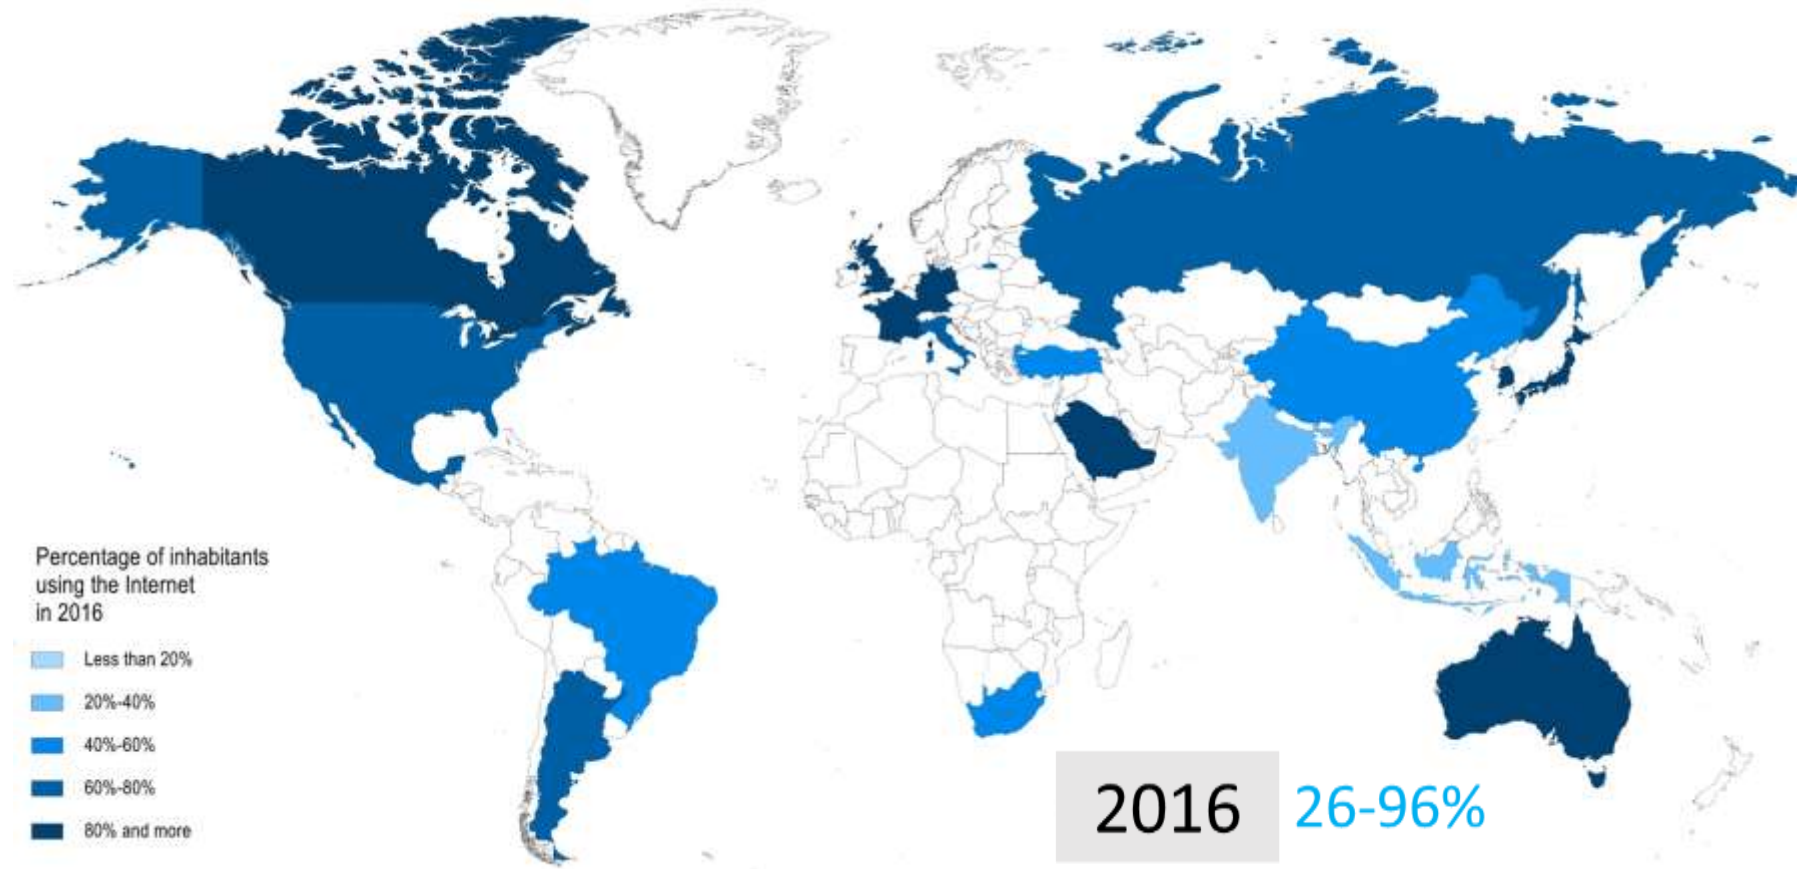 Percentage of inhabitants
using the Internet
in 2016
Less than 20%
20%-40%
40%-60%
60%-80%
80% and more
2016
26-96%